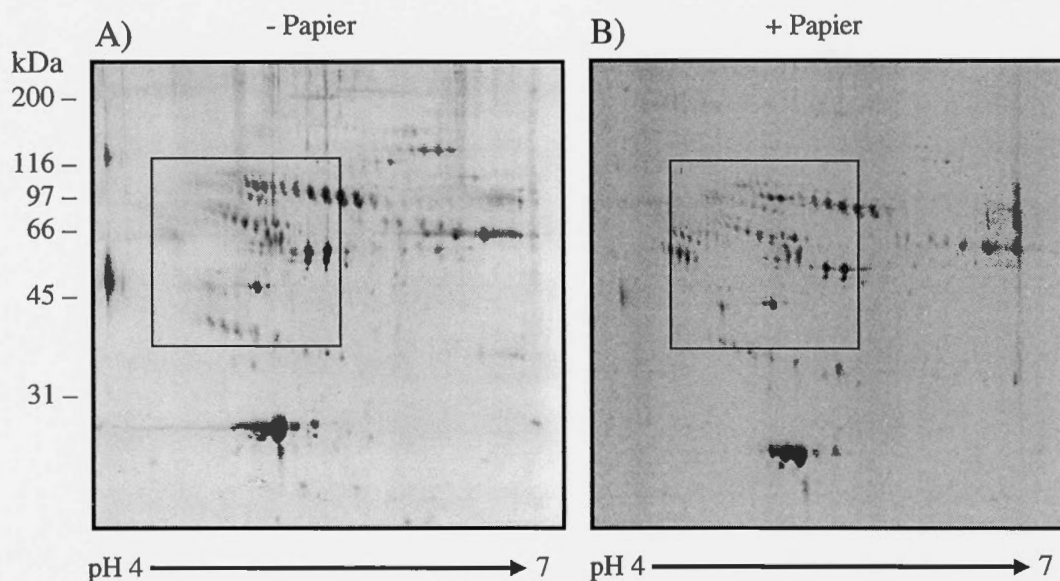 A) - Papier
B) + Papier
kDa
200 –
116 –
97 –
66 –
45 –
31 –
pH 4 7
pH 4 7